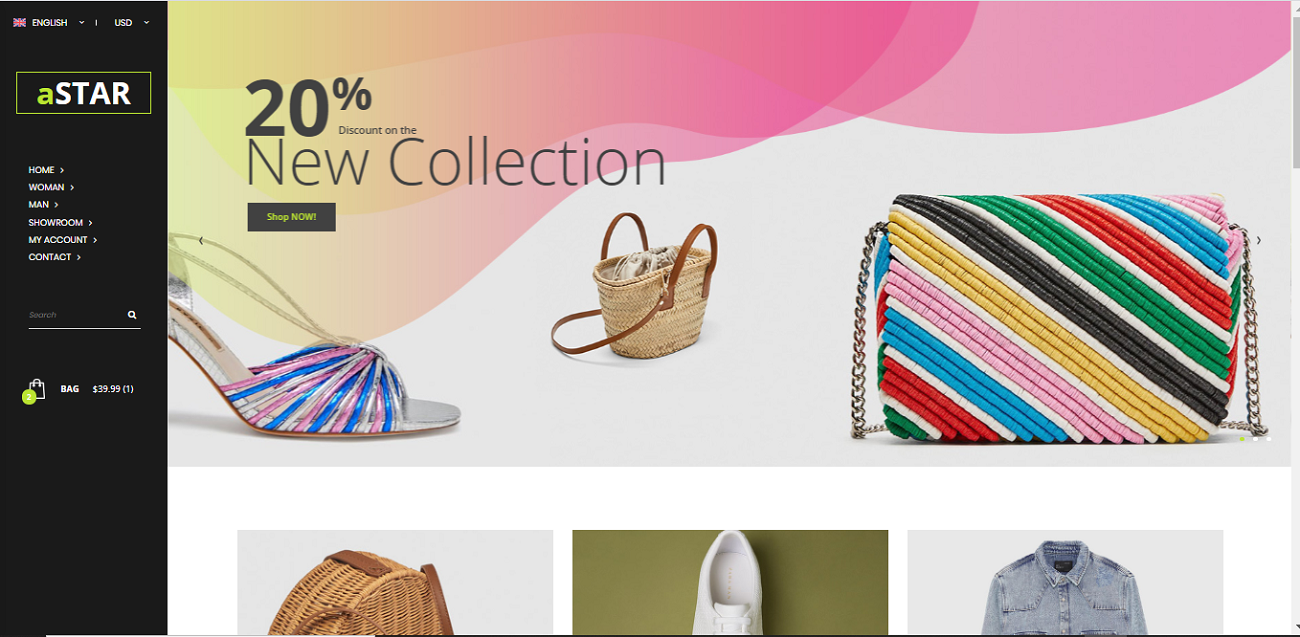 ENGLISH | USD
aSTAR
HOME
WOMAN
MAN
SHOWROOM
MY ACCOUNT
CONTACT
Search
2
BAG $39.99 (1)
20%
Discount on the
New Collection
Shop NOW!